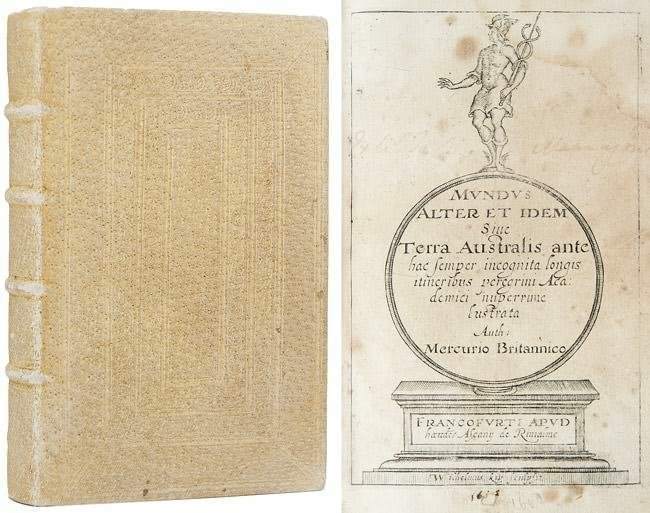 MVNDVS
ALTER ET IDEM
Siue
Terra Australis ante
hac semper incognita longis
itineribus peregrini Aca:
demici nuperrime
lustrata
Auth:
Mercurio Britannico
FRANCOFVRTI APVD
hæredes Ascanij de Rinialme